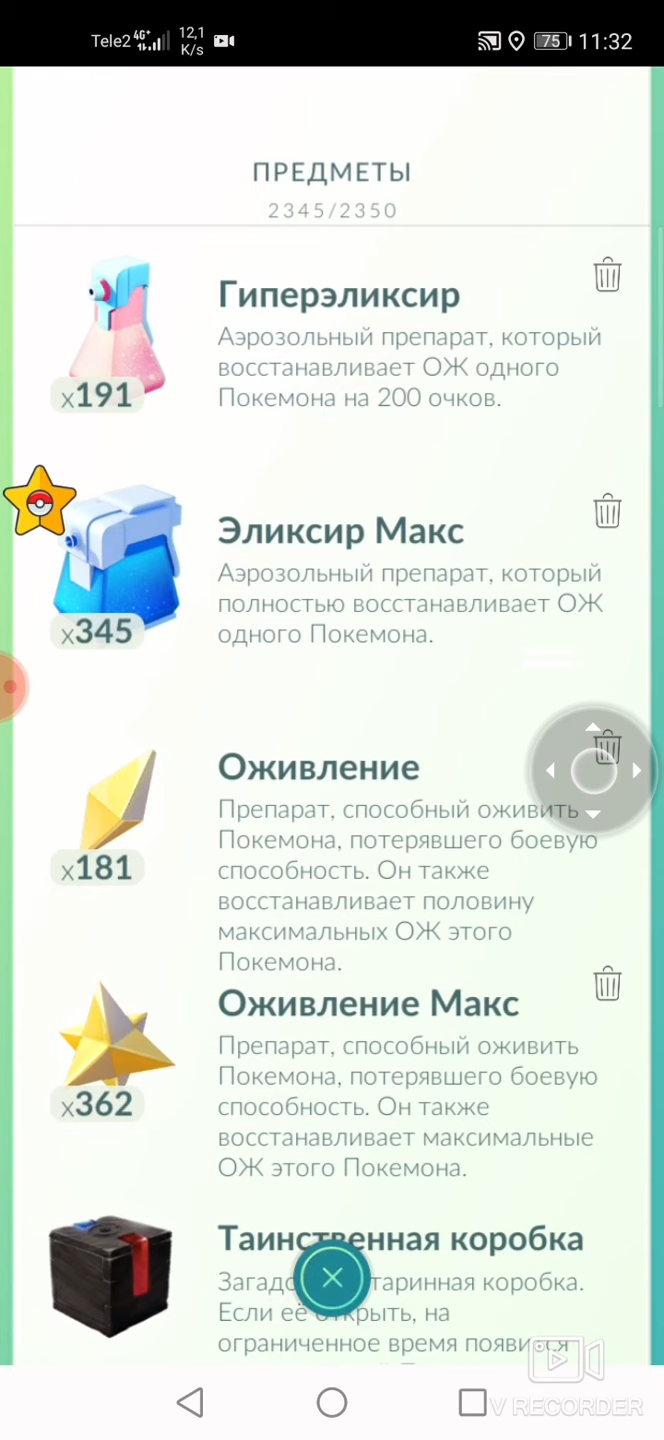 Tele2 4G+ 12,1 K/s 75 11:32
ПРЕДМЕТЫ
2345/2350
Гиперэликсир
Аэрозольный препарат, который
восстанавливает ОЖ одного
Покемона на 200 очков.
x191
Эликсир Макс
Аэрозольный препарат, который
полностью восстанавливает ОЖ
одного Покемона.
x345
Оживление
Препарат, способный оживить
Покемона, потерявшего боевую
способность. Он также
восстанавливает половину
максимальных ОЖ этого
Покемона.
x181
Оживление Макс
Препарат, способный оживить
Покемона, потерявшего боевую
способность. Он также
восстанавливает максимальные
ОЖ этого Покемона.
x362
Таинственная коробка
коробка.
Если её открыть, на
ограниченное время появится
V RECORDER